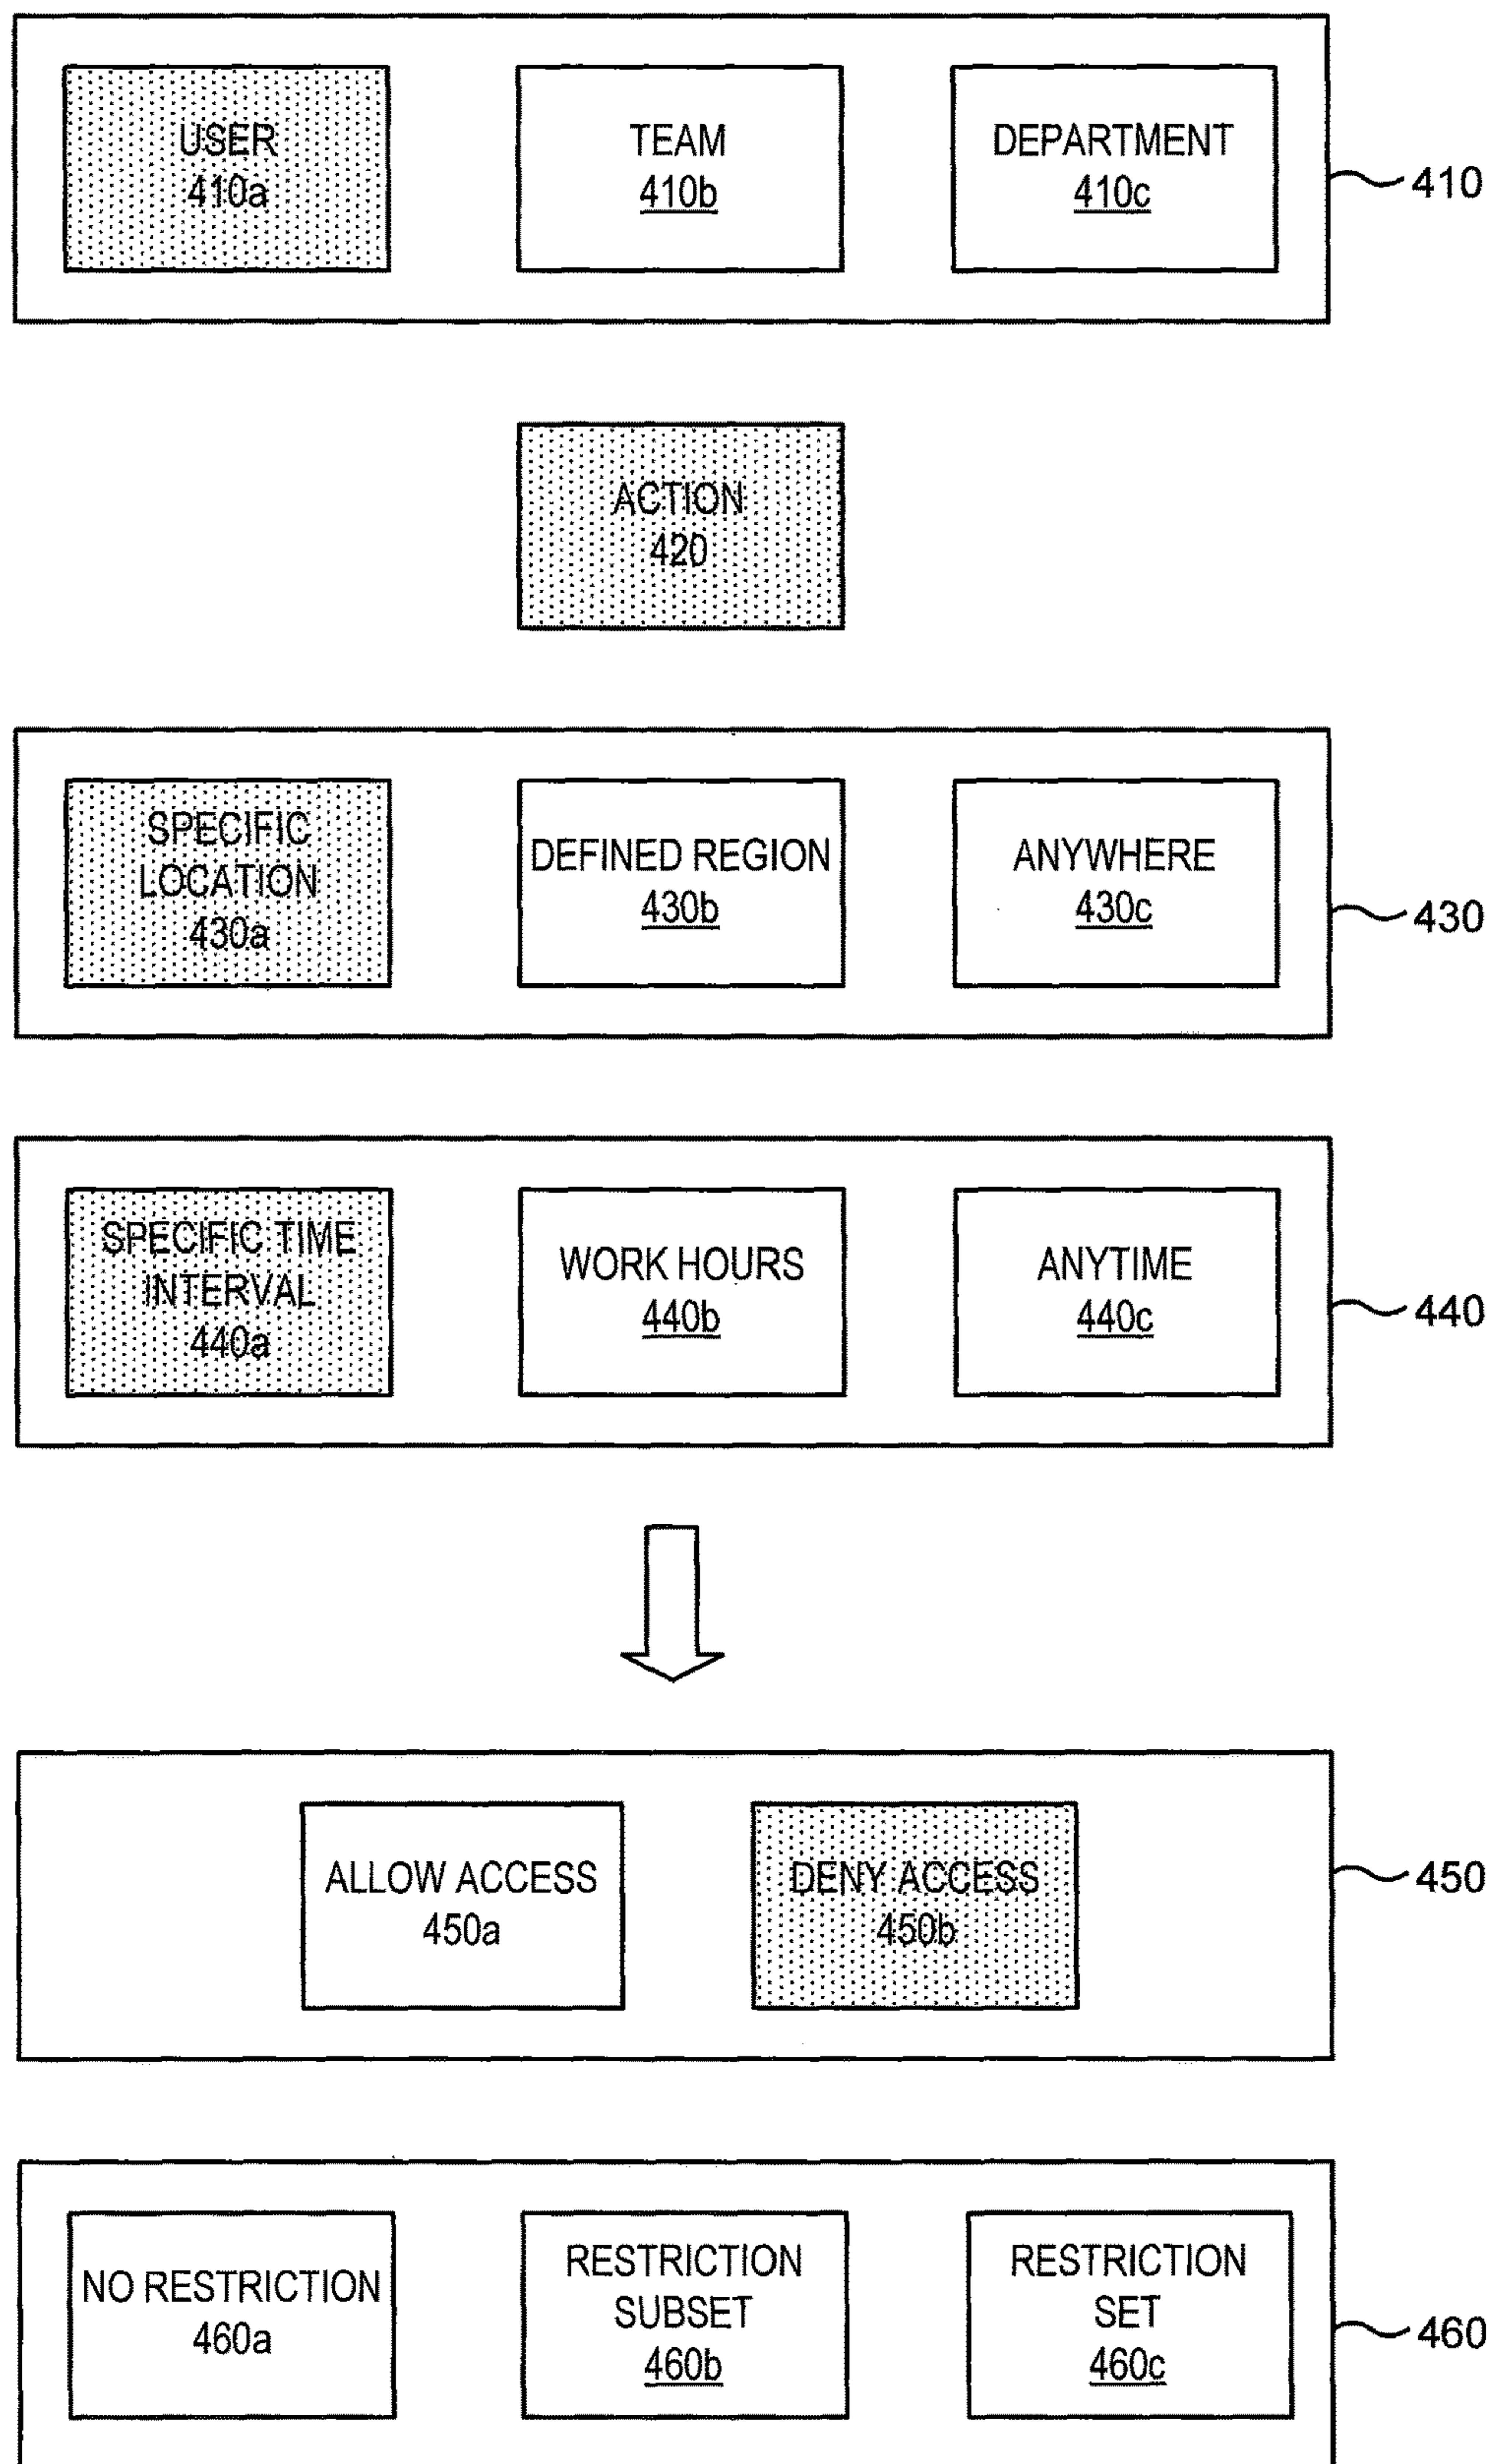 USER
410a
TEAM
410b
DEPARTMENT
410c
410
ACTION
420
SPECIFIC
LOCATION
430a
DEFINED REGION
430b
ANYWHERE
430c
430
SPECIFIC TIME
INTERVAL
440a
WORK HOURS
440b
ANYTIME
440c
440
ALLOW ACCESS
450a
DENY ACCESS
450b
450
NO RESTRICTION
460a
RESTRICTION
SUBSET
460b
RESTRICTION
SET
460c
460